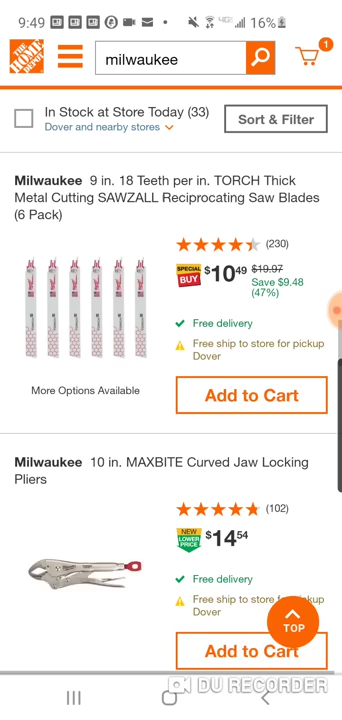 9:49
16%
THE HOME DEPOT
milwaukee
1
In Stock at Store Today (33)
Dover and nearby stores
Sort & Filter
Milwaukee 9 in. 18 Teeth per in. TORCH Thick
Metal Cutting SAWZALL Reciprocating Saw Blades
(6 Pack)
(230)
SPECIAL BUY
$10 49 $19.97
Save $9.48
(47%)
Free delivery
Free ship to store for pickup
Dover
More Options Available
Add to Cart
Milwaukee 10 in. MAXBITE Curved Jaw Locking
Pliers
(102)
NEW LOWER PRICE
$14 54
Free delivery
Free ship to store for pickup
Dover
TOP
Add to Cart
DU RECORDER